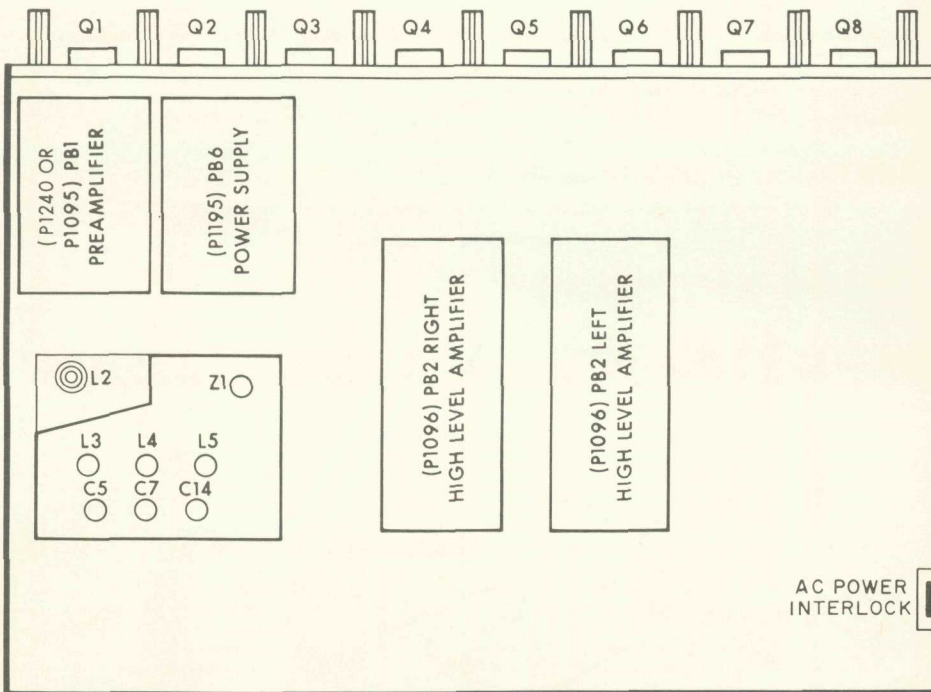 Q1 Q2 Q3 Q4 Q5 Q6 Q7 Q8
(P1240 OR
P1095) PB1
PREAMPLIFIER
(P1195) PB6
POWER SUPPLY
(P1096) PB2 RIGHT
HIGH LEVEL AMPLIFIER
(P1096) PB2 LEFT
HIGH LEVEL AMPLIFIER
L2
Z1
L3 L4 L5
C5 C7 C14
AC POWER
INTERLOCK